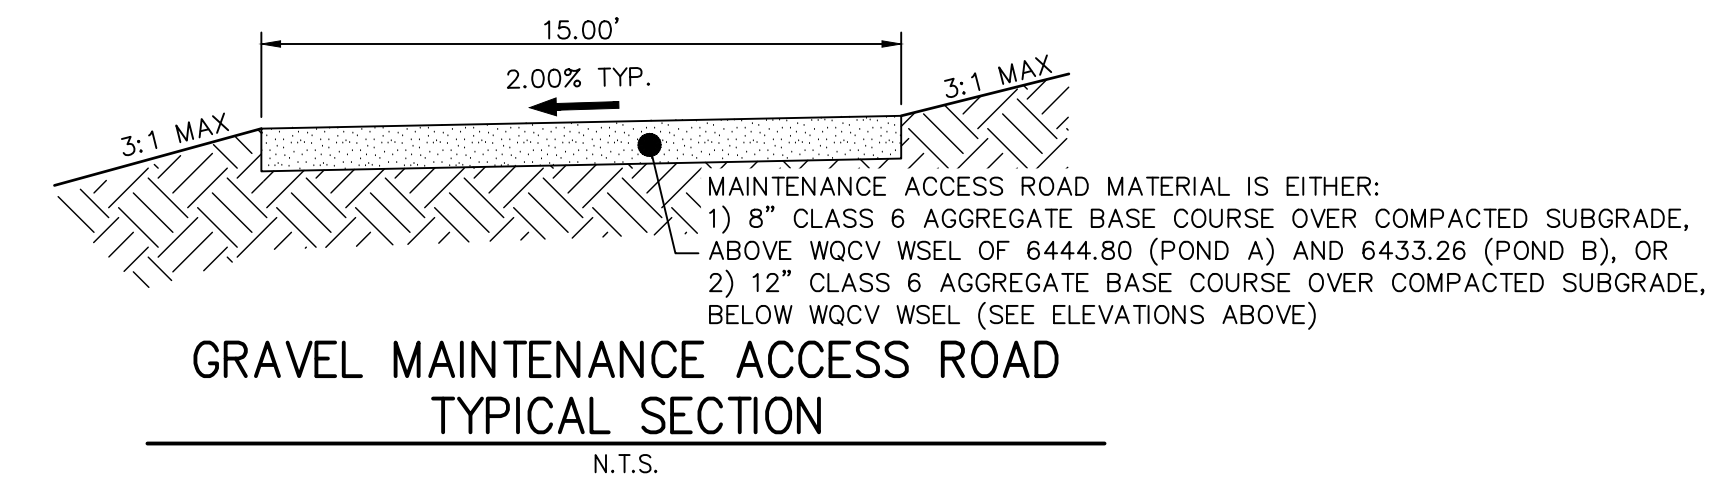 15.00'
2.00% TYP.
3:1 MAX
3:1 MAX
MAINTENANCE ACCESS ROAD MATERIAL IS EITHER:
1) 8" CLASS 6 AGGREGATE BASE COURSE OVER COMPACTED SUBGRADE,
ABOVE WQCV WSEL OF 6444.80 (POND A) AND 6433.26 (POND B), OR
2) 12" CLASS 6 AGGREGATE BASE COURSE OVER COMPACTED SUBGRADE,
BELOW WQCV WSEL (SEE ELEVATIONS ABOVE)
GRAVEL MAINTENANCE ACCESS ROAD
TYPICAL SECTION
N.T.S.